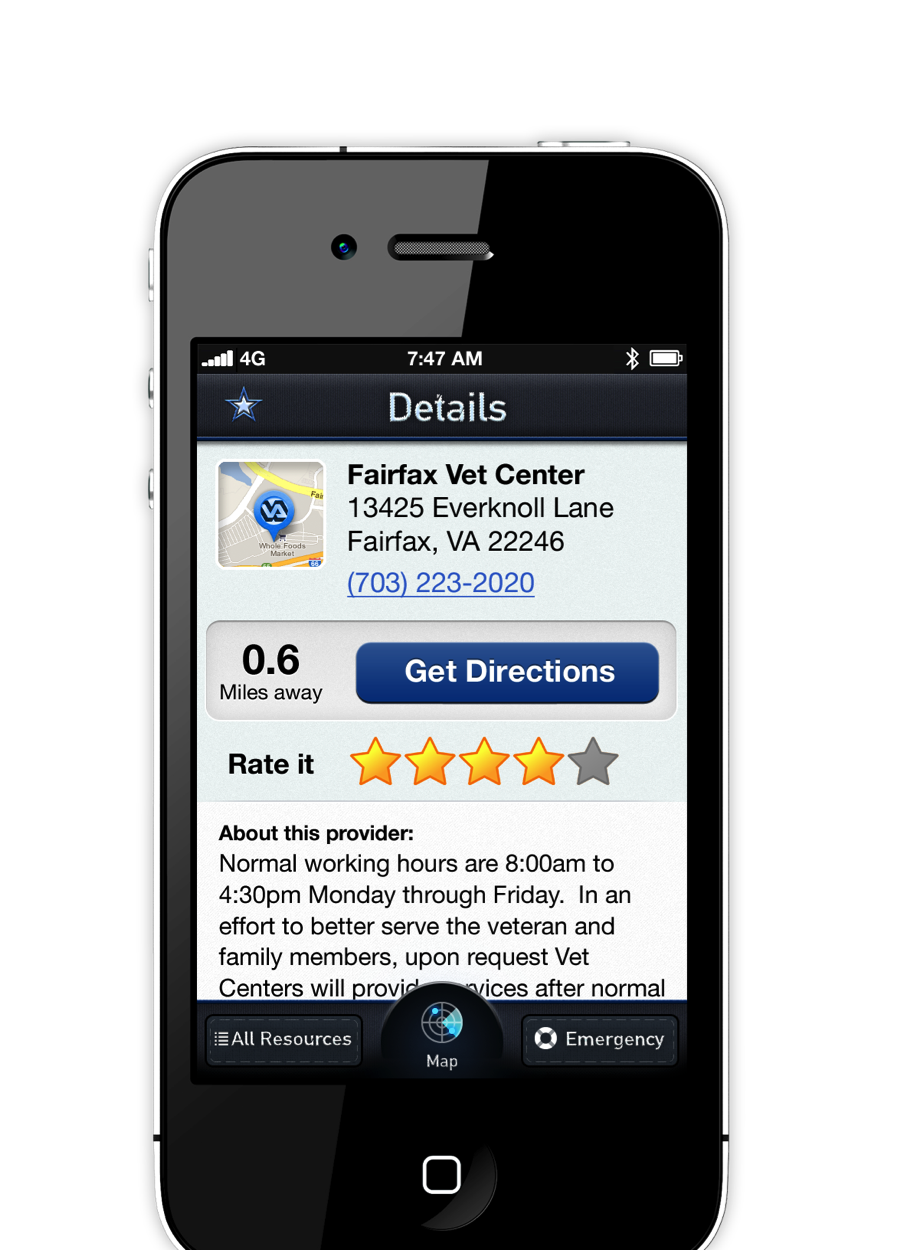 4G 7:47 AM
Details
Fairfax Vet Center
13425 Everknoll Lane
Fairfax, VA 22246
(703) 223-2020
VA
Fai
Whole Foods
Market
66
0.6
Miles away
Get Directions
Rate it
About this provider:
Normal working hours are 8:00am to
4:30pm Monday through Friday.  In an
effort to better serve the veteran and
family members, upon request Vet
Centers will after normal
All Resources
Map
Emergency